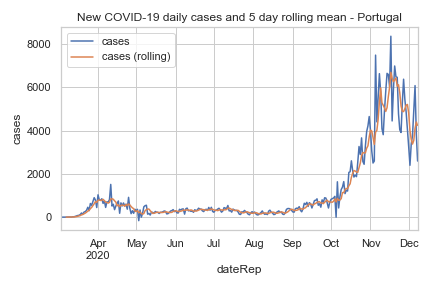 New COVID-19 daily cases and 5 day rolling mean - Portugal
cases
cases (rolling)
8000
6000
4000
2000
0
cases
Apr May Jun Jul Aug Sep Oct Nov Dec
2020
dateRep